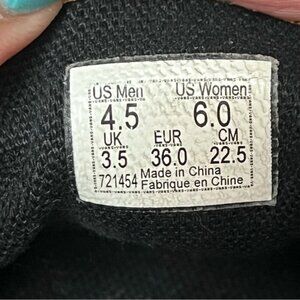 US Men US Women
4.5 6.0
UK EUR CM
3.5 36.0 22.5
721454 Made in China
Fabrique en Chine